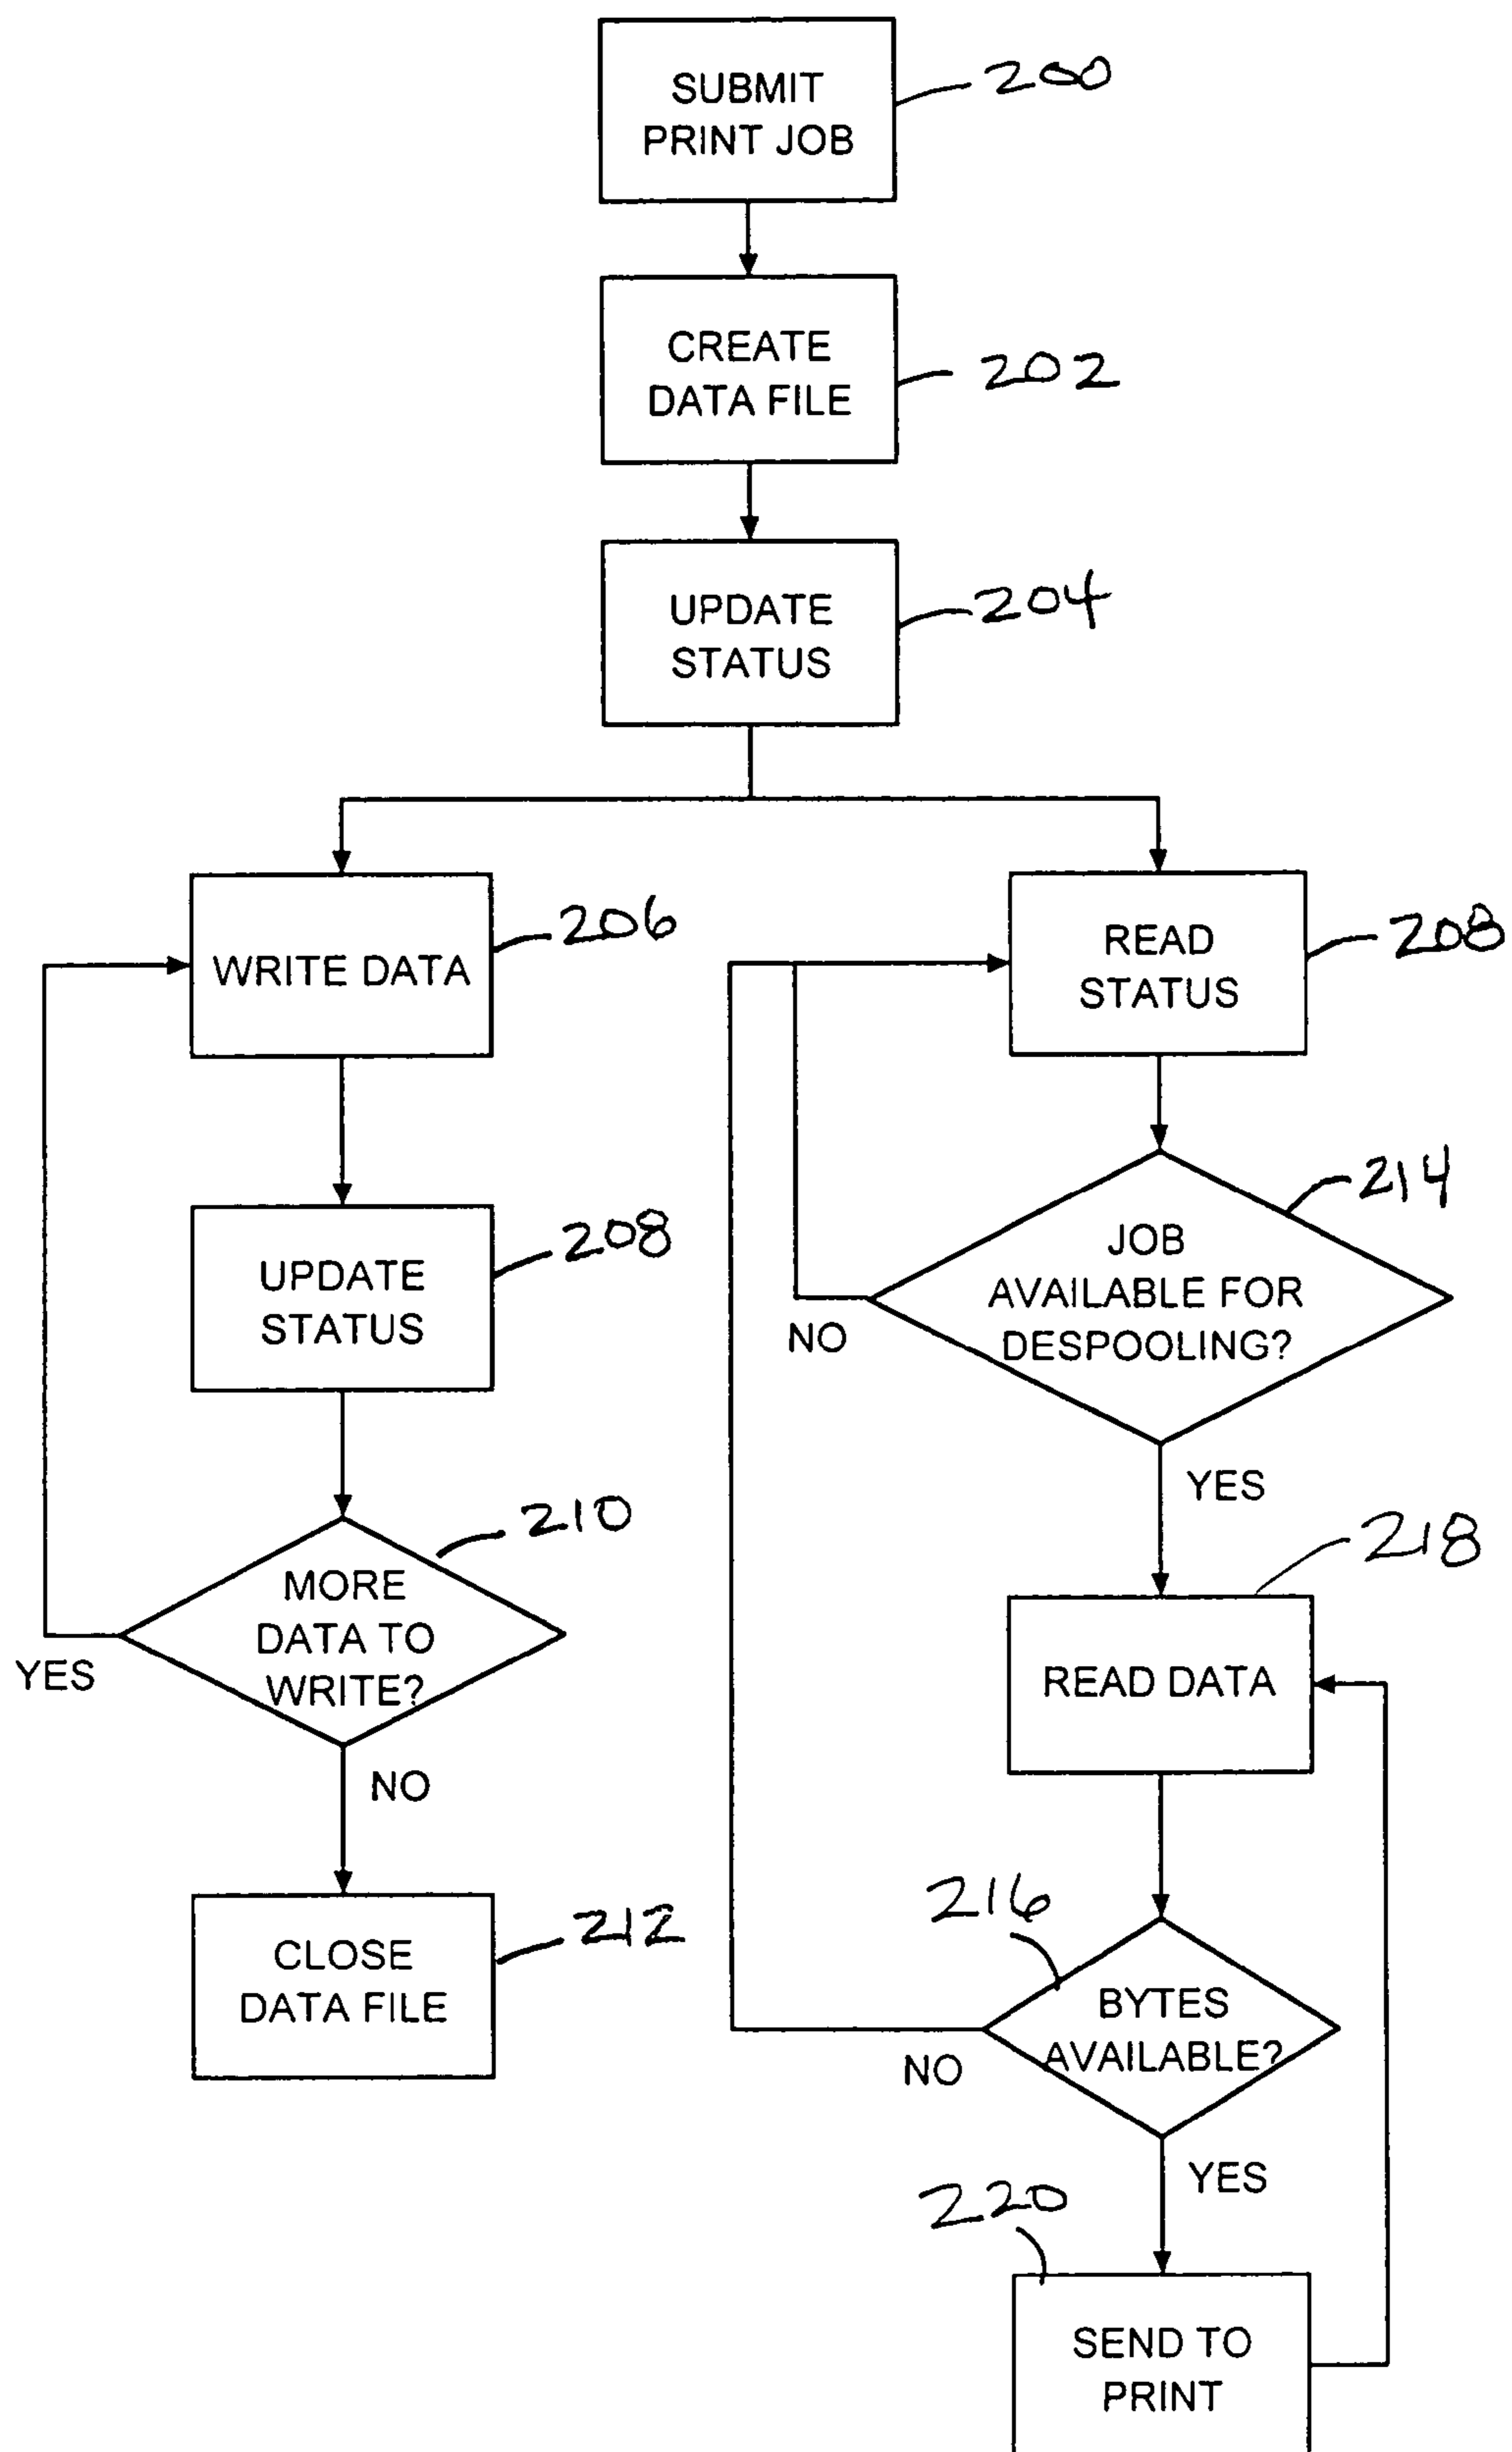 SUBMIT
PRINT JOB
200
CREATE
DATA FILE
202
UPDATE
STATUS
204
WRITE DATA
206
UPDATE
STATUS
208
MORE
DATA TO
WRITE?
210
YES
NO
CLOSE
DATA FILE
212
READ
STATUS
208
JOB
AVAILABLE FOR
DESPOOLING?
214
NO
YES
READ DATA
218
BYTES
AVAILABLE?
216
NO
YES
SEND TO
PRINT
220